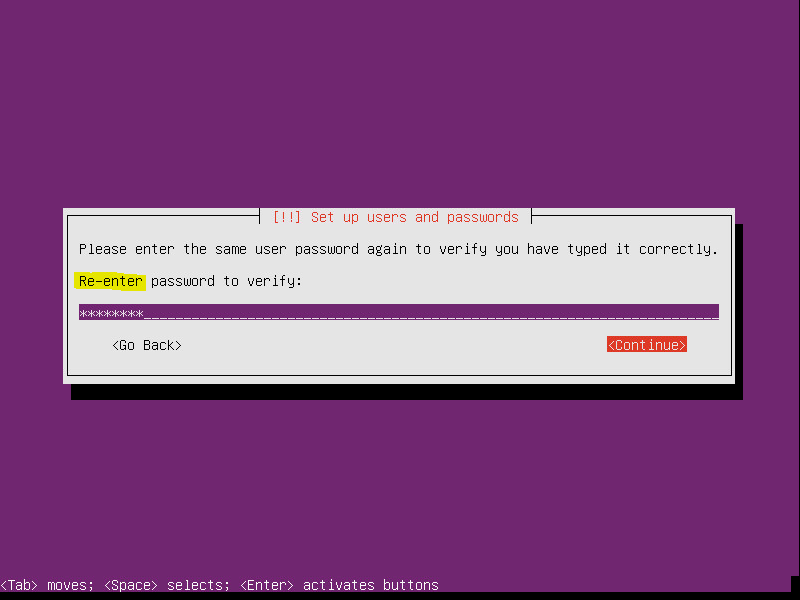 [!!] Set up users and passwords
Please enter the same user password again to verify you have typed it correctly.
Re-enter password to verify:
********________________________________________________________________________
<Go Back>
<Continue>
<Tab> moves; <Space> selects; <Enter> activates buttons